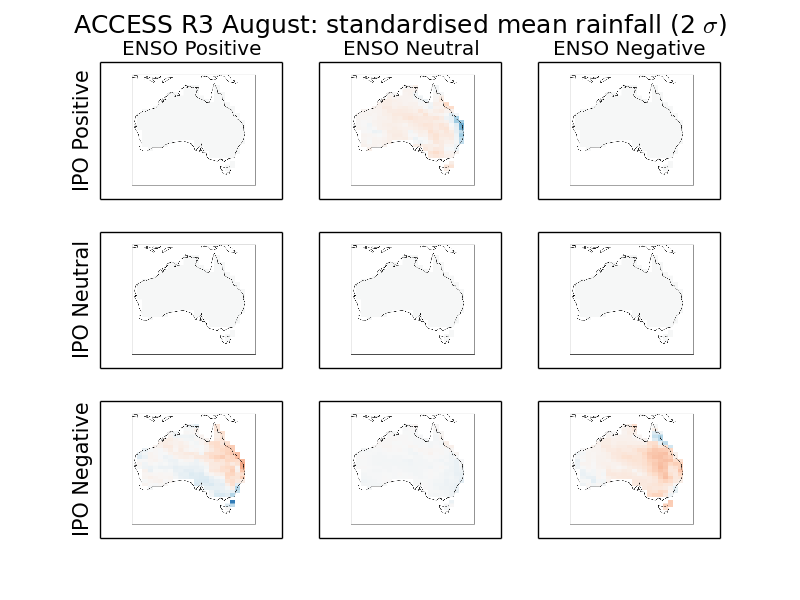 ACCESS R3 August: standardised mean rainfall (2 σ)
ENSO Positive ENSO Neutral ENSO Negative
IPO Positive
IPO Neutral
IPO Negative